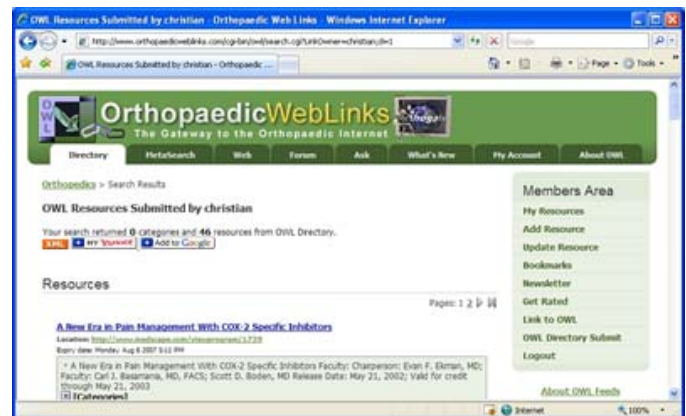 OWL Resources Submitted by christian - Orthopaedic Web Links - Windows Internet Explorer
http://www.orthopaedicweblinks.com/cgi-bin/owl/search.cgi?LinkOwner=christian;d=1
Google
OWL Resources Submitted by christian - Orthopaedic ...
Page Tools
OWL
OrthopaedicWebLinks
The Gateway to the Orthopaedic Internet
Directory MetaSearch Web Forum Ask What's New My Account About OWL
Orthopedics > Search Results
OWL Resources Submitted by christian
Your search returned 0 categories and 46 resources from OWL Directory.
XML MY YAHOO! Add to Google
Resources
Pages: 1 2
A New Era in Pain Management With COX-2 Specific Inhibitors
Location: http://www.medscape.com/viewprogram/1739
Expiry date: Monday Aug 6 2007 5:11 PM
* A New Era in Pain Management With COX-2 Specific Inhibitors Faculty: Chairperson: Evan F. Ekman, MD;
Faculty: Carl J. Basamania, MD, FACS; Scott D. Boden, MD Release Date: May 21, 2002; Valid for credit
through May 21, 2003
[Categories]
Members Area
My Resources
Add Resource
Update Resource
Bookmarks
Newsletter
Get Rated
Link to OWL
OWL Directory Submit
Logout
About OWL Feeds
Internet 100%